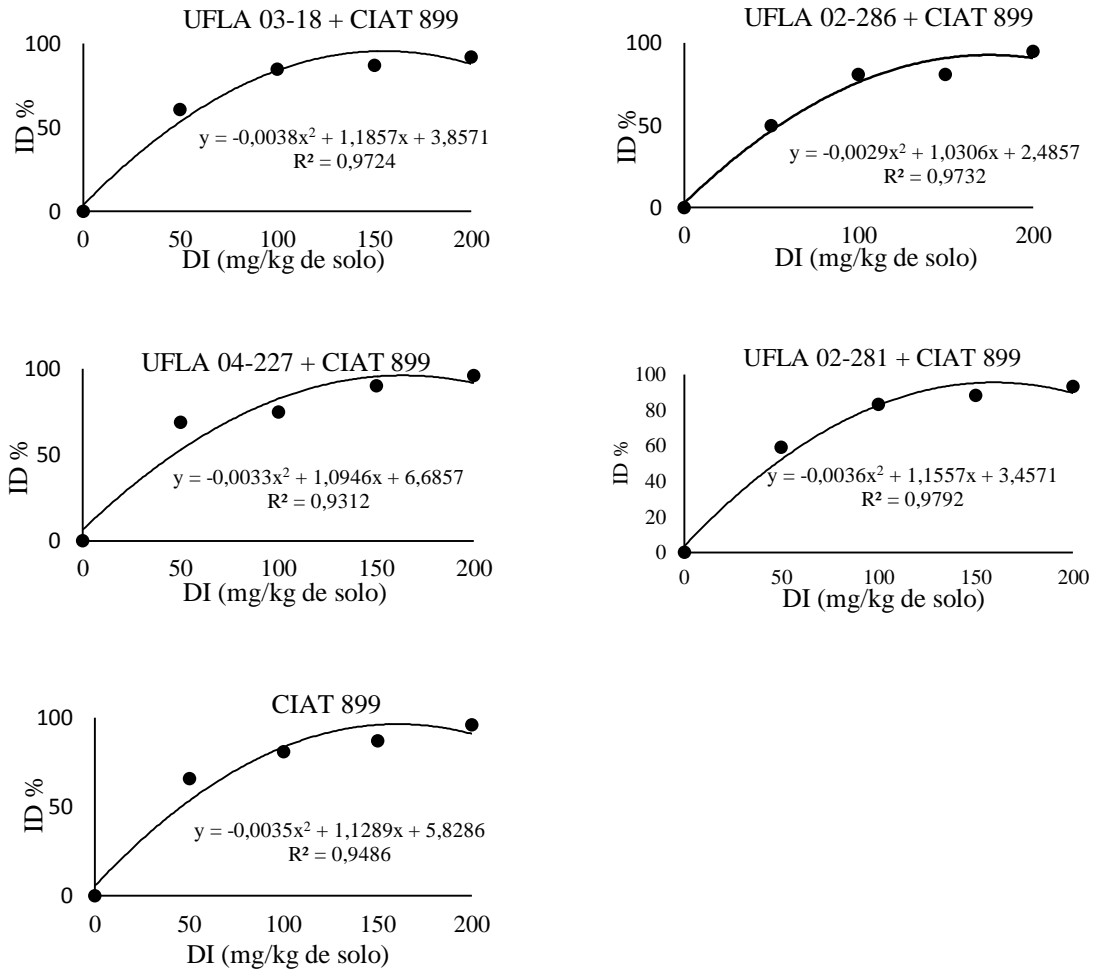 UFLA 03-18 + CIAT 899
100
50
0
ID %
y = -0,0038x² + 1,1857x + 3,8571
R² = 0,9724
0 50 100 150 200
DI (mg/kg de solo)
UFLA 02-286 + CIAT 899
100
50
0
ID %
y = -0,0029x² + 1,0306x + 2,4857
R² = 0,9732
0 100 200
DI (mg/kg de solo)
UFLA 04-227 + CIAT 899
100
50
0
ID %
y = -0,0033x² + 1,0946x + 6,6857
R² = 0,9312
0 50 100 150 200
DI (mg/kg de solo)
UFLA 02-281 + CIAT 899
100
80
60
40
20
0
ID %
y = -0,0036x² + 1,1557x + 3,4571
R² = 0,9792
0 50 100 150 200
DI (mg/kg de solo)
CIAT 899
100
50
0
ID %
y = -0,0035x² + 1,1289x + 5,8286
R² = 0,9486
0 50 100 150 200
DI (mg/kg de solo)